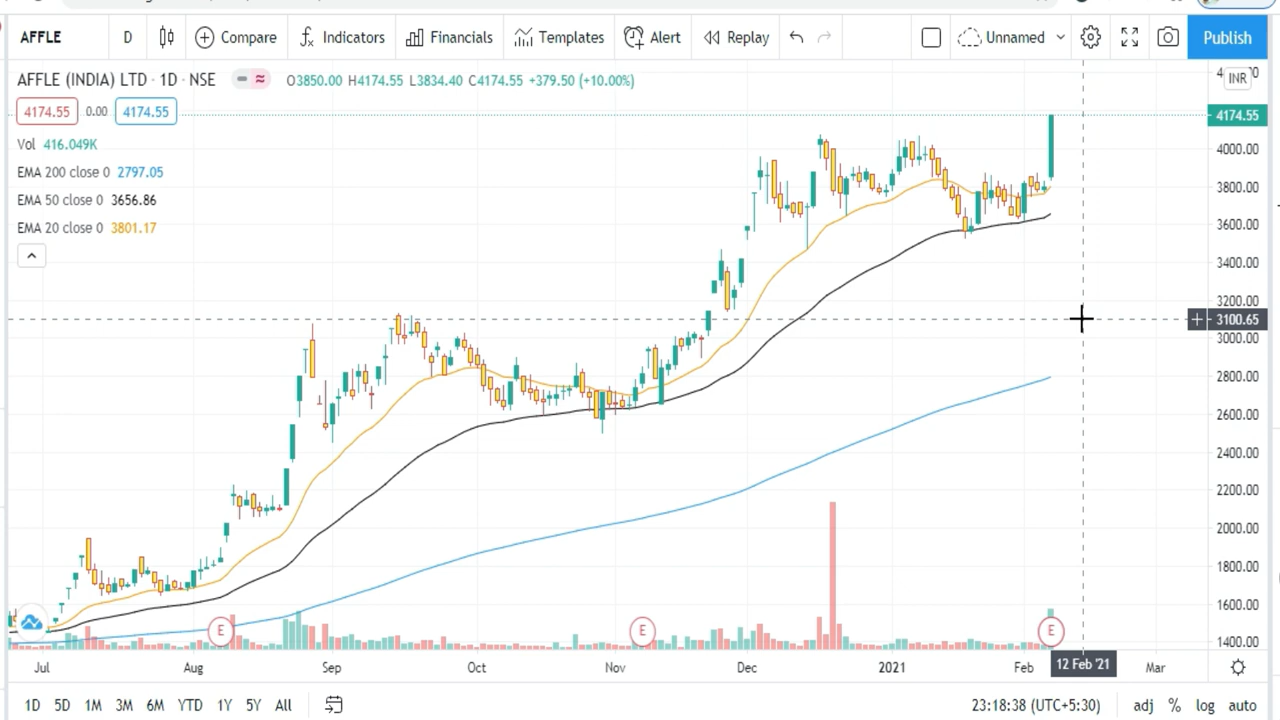 AFFLE D Compare Indicators Financials Templates Alert Replay Unnamed Publish
AFFLE (INDIA) LTD · 1D · NSE O3850.00 H4174.55 L3834.40 C4174.55 +379.50 (+10.00%)
INR
4174.55 0.00 4174.55
4174.55
Vol 416.049K
4000.00
EMA 200 close 0 2797.05
3800.00
EMA 50 close 0 3656.86
3600.00
EMA 20 close 0 3801.17
3400.00
3200.00
3100.65
3000.00
2800.00
2600.00
2400.00
2200.00
2000.00
1800.00
1600.00
E E E
1400.00
Jul Aug Sep Oct Nov Dec 2021 Feb 12 Feb '21 Mar
1D 5D 1M 3M 6M YTD 1Y 5Y All 23:18:38 (UTC+5:30) adj % log auto